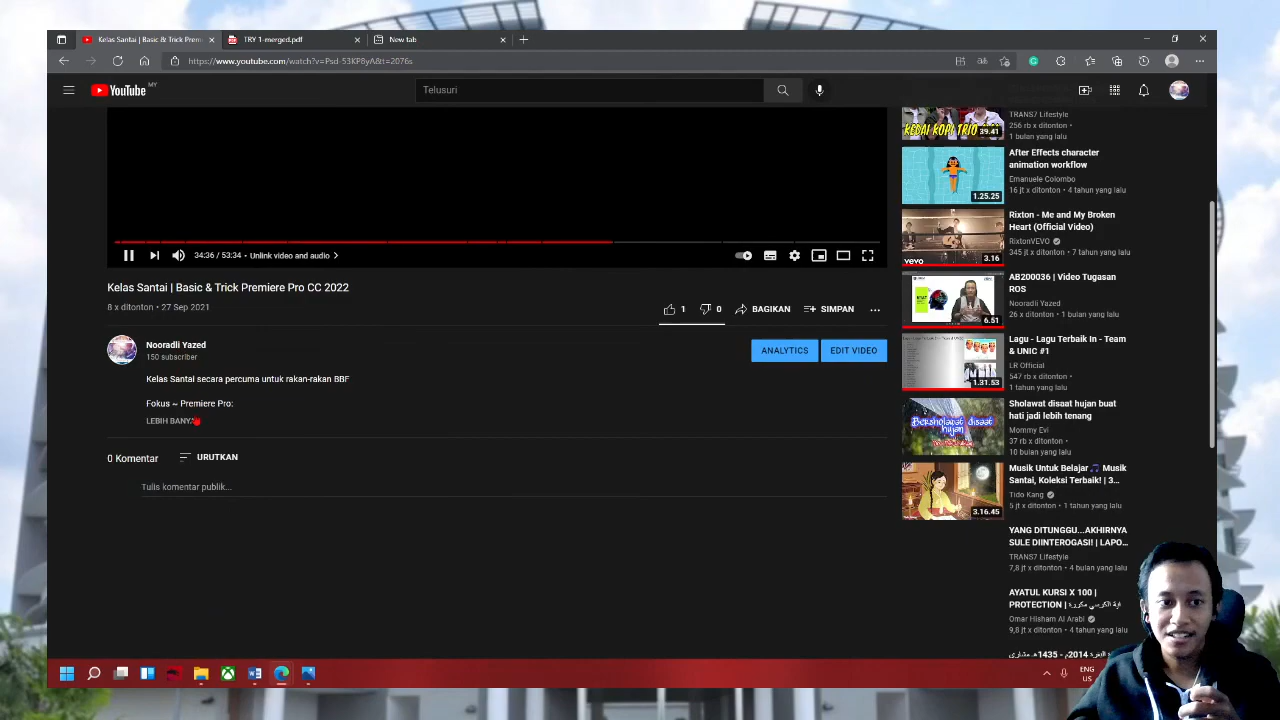 Kelas Santai | Basic & Trick Prem
TRY 1-merged.pdf
New tab
https://www.youtube.com/watch?v=Psd-53KP8yA&t=2076s
YouTube MY
Telusuri
34:36 / 53:34 • Unlink video and audio
Kelas Santai | Basic & Trick Premiere Pro CC 2022
8 x ditonton • 27 Sep 2021
1
0
BAGIKAN
SIMPAN
Nooradli Yazed
150 subscriber
ANALYTICS
EDIT VIDEO
Kelas Santai secara percuma untuk rakan-rakan BBF
Fokus ~ Premiere Pro:
LEBIH BANY
0 Komentar
URUTKAN
Tulis komentar publik...
KEDAI KOPI TRIO
39.41
TRANS7 Lifestyle
256 rb x ditonton •
1 bulan yang lalu
1.25.25
After Effects character
animation workflow
Emanuele Colombo
16 jt x ditonton • 4 tahun yang lalu
vevo
3.16
Rixton - Me and My Broken
Heart (Official Video)
RixtonVEVO
345 jt x ditonton • 7 tahun yang lalu
6.51
AB200036 | Video Tugasan
ROS
Nooradli Yazed
26 x ditonton • 1 bulan yang lalu
1.31.53
Lagu - Lagu Terbaik In - Team
& UNIC #1
LR Official
547 rb x ditonton •
1 tahun yang lalu
Bersholawat disaat
hujan
Sholawat disaat hujan buat
hati jadi lebih tenang
Mommy Evi
37 rb x ditonton •
10 bulan yang lalu
3.16.45
Musik Untuk Belajar🎵 Musik
Santai, Koleksi Terbaik! | 3...
Tido Kang
5 jt x ditonton • 1 tahun yang lalu
YANG DITUNGGU...AKHIRNYA
SULE DIINTEROGASI! | LAPO...
TRANS7 Lifestyle
7,8 jt x ditonton • 4 bulan yang lalu
AYATUL KURSI X 100 |
PROTECTION | اية الكرسي مكررة
Omar Hisham Al Arabi
9,8 jt x ditonton • 4 tahun yang lalu
ENG
US